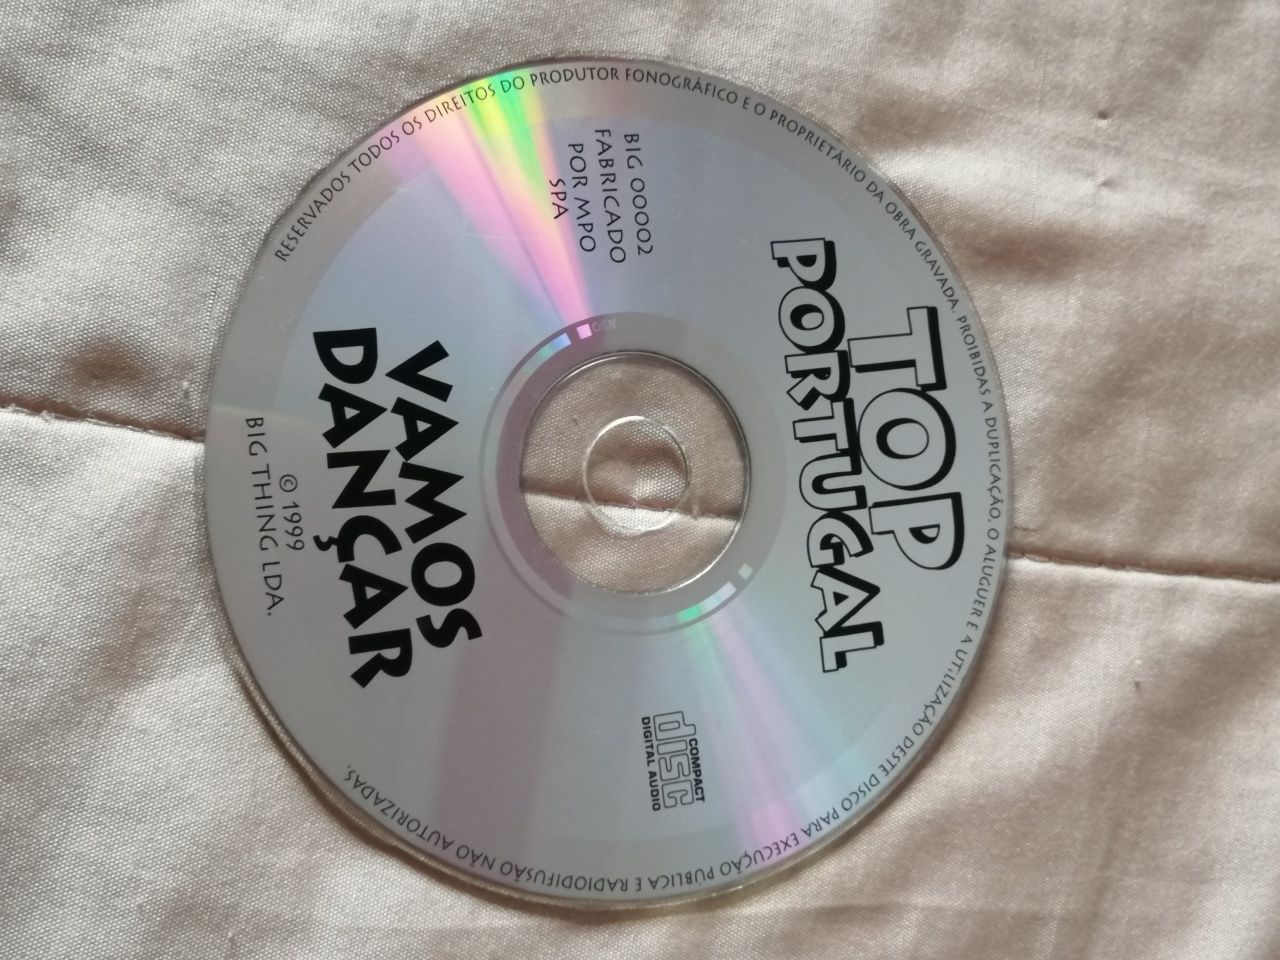 TOP
PORTUGAL
BIG 00002
FABRICADO
POR MPO
SPA
COMPACT
disc
DIGITAL AUDIO
VAMOS
DANÇAR
© 1999
BIG THING LDA.
RESERVADOS TODOS OS DIREITOS DO PRODUTOR FONOGRÁFICO E O PROPRIETÁRIO DA OBRA GRAVADA. PROIBIDAS A DUPLICAÇÃO, O ALUGUER E A UTILIZAÇÃO DESTE DISCO PARA EXECUÇÃO PUBLICA E RADIODIFUSÃO NÃO AUTORIZADAS.